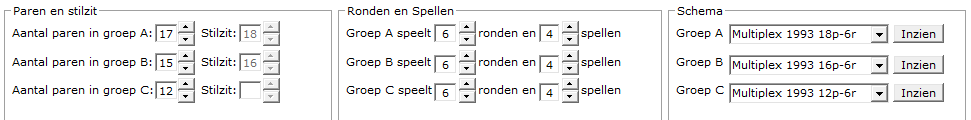 Paren en stilzit
Aantal paren in groep A: 17 Stilzit: 18
Aantal paren in groep B: 15 Stilzit: 16
Aantal paren in groep C: 12 Stilzit:
Ronden en Spellen
Groep A speelt 6 ronden en 4 spellen
Groep B speelt 6 ronden en 4 spellen
Groep C speelt 6 ronden en 4 spellen
Schema
Groep A Multiplex 1993 18p-6r Inzien
Groep B Multiplex 1993 16p-6r Inzien
Groep C Multiplex 1993 12p-6r Inzien